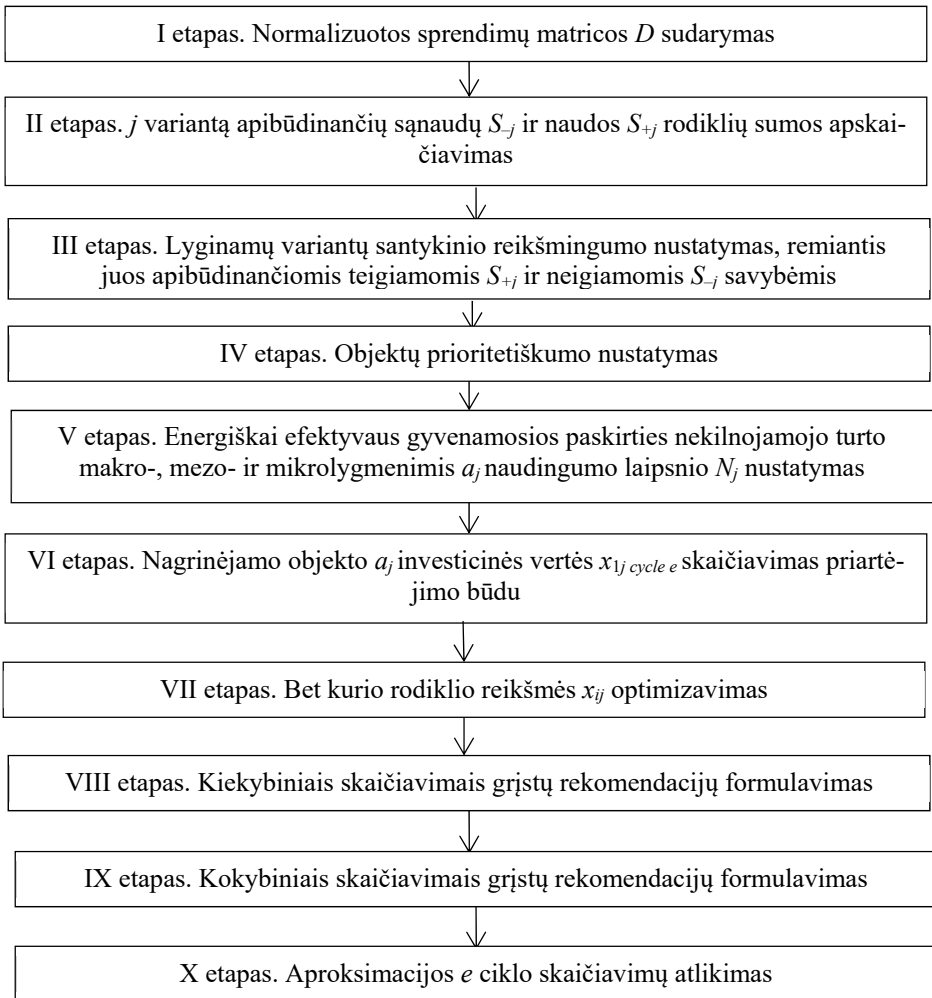 I etapas. Normalizuotos sprendimų matricos D sudarymas
II etapas. j variantą apibūdinančių sąnaudų S–j ir naudos S+j rodiklių sumos apskai-
čiavimas
III etapas. Lyginamų variantų santykinio reikšmingumo nustatymas, remiantis
juos apibūdinančiomis teigiamomis S+j ir neigiamomis S–j savybėmis
IV etapas. Objektų prioritetiškumo nustatymas
V etapas. Energiškai efektyvaus gyvenamosios paskirties nekilnojamojo turto
makro-, mezo- ir mikrolygmenimis aj naudingumo laipsnio Nj nustatymas
VI etapas. Nagrinėjamo objekto aj investicinės vertės x1j cycle e skaičiavimas priartė-
jimo būdu
VII etapas. Bet kurio rodiklio reikšmės xij optimizavimas
VIII etapas. Kiekybiniais skaičiavimais grįstų rekomendacijų formulavimas
IX etapas. Kokybiniais skaičiavimais grįstų rekomendacijų formulavimas
X etapas. Aproksimacijos e ciklo skaičiavimų atlikimas